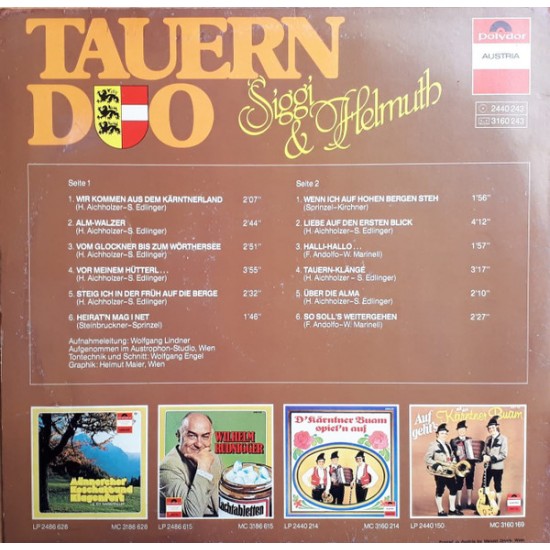 TAUERN
DUO
Siggi
& Helmuth
Polydor
AUSTRIA
2440 243
3160 243
Seite 1
1. WIR KOMMEN AUS DEM KÄRNTNERLAND 2'07"
(H. Aichholzer-S. Edlinger)
2. ALM-WALZER 2'44"
(H. Aichholzer-S. Edlinger)
3. VOM GLOCKNER BIS ZUM WÖRTHERSEE 2'51"
(H. Aichholzer-S. Edlinger)
4. VOR MEINEM HÜTTERL... 3'55"
(H. Aichholzer-S. Edlinger)
5. STEIG ICH IN DER FRÜH AUF DIE BERGE 2'32"
(H. Aichholzer-S. Edlinger)
6. HEIRAT'N MAG I NET 1'46"
(Steinbruckner-Sprinzel)
Seite 2
1. WENN ICH AUF HOHEN BERGEN STEH 1'56"
(Sprinzel-Kirchner)
2. LIEBE AUF DEN ERSTEN BLICK 4'12"
(H. Aichholzer-S. Edlinger)
3. HALLI-HALLO... 1'57"
(F. Andolfo-W. Marinell)
4. TAUERN-KLÄNGE 3'17"
(H. Aichholzer - S. Edlinger)
5. ÜBER DIE ALMA 2'10"
(H. Aichholzer-S. Edlinger)
6. SO SOLL'S WEITERGEHEN 2'27"
(F. Andolfo-W. Marinell)
Aufnahmeleitung: Wolfgang Lindner
Aufgenommen im Austrophon-Studio, Wien
Tontechnik und Schnitt: Wolfgang Engel
Graphik: Helmut Maier, Wien
Männerchor
Koschatbund
Klagenfurt
LP 2486 628 MC 3186 628
WILHELM
RUDNIGGER
Lachtabletten
LP 2486 615 MC 3186 615
D'Kärntner Buam
spiel'n auf
LP 2440 214 MC 3160 214
Auf geht's
Kärntner Buam
LP 2440 150 MC 3160 169